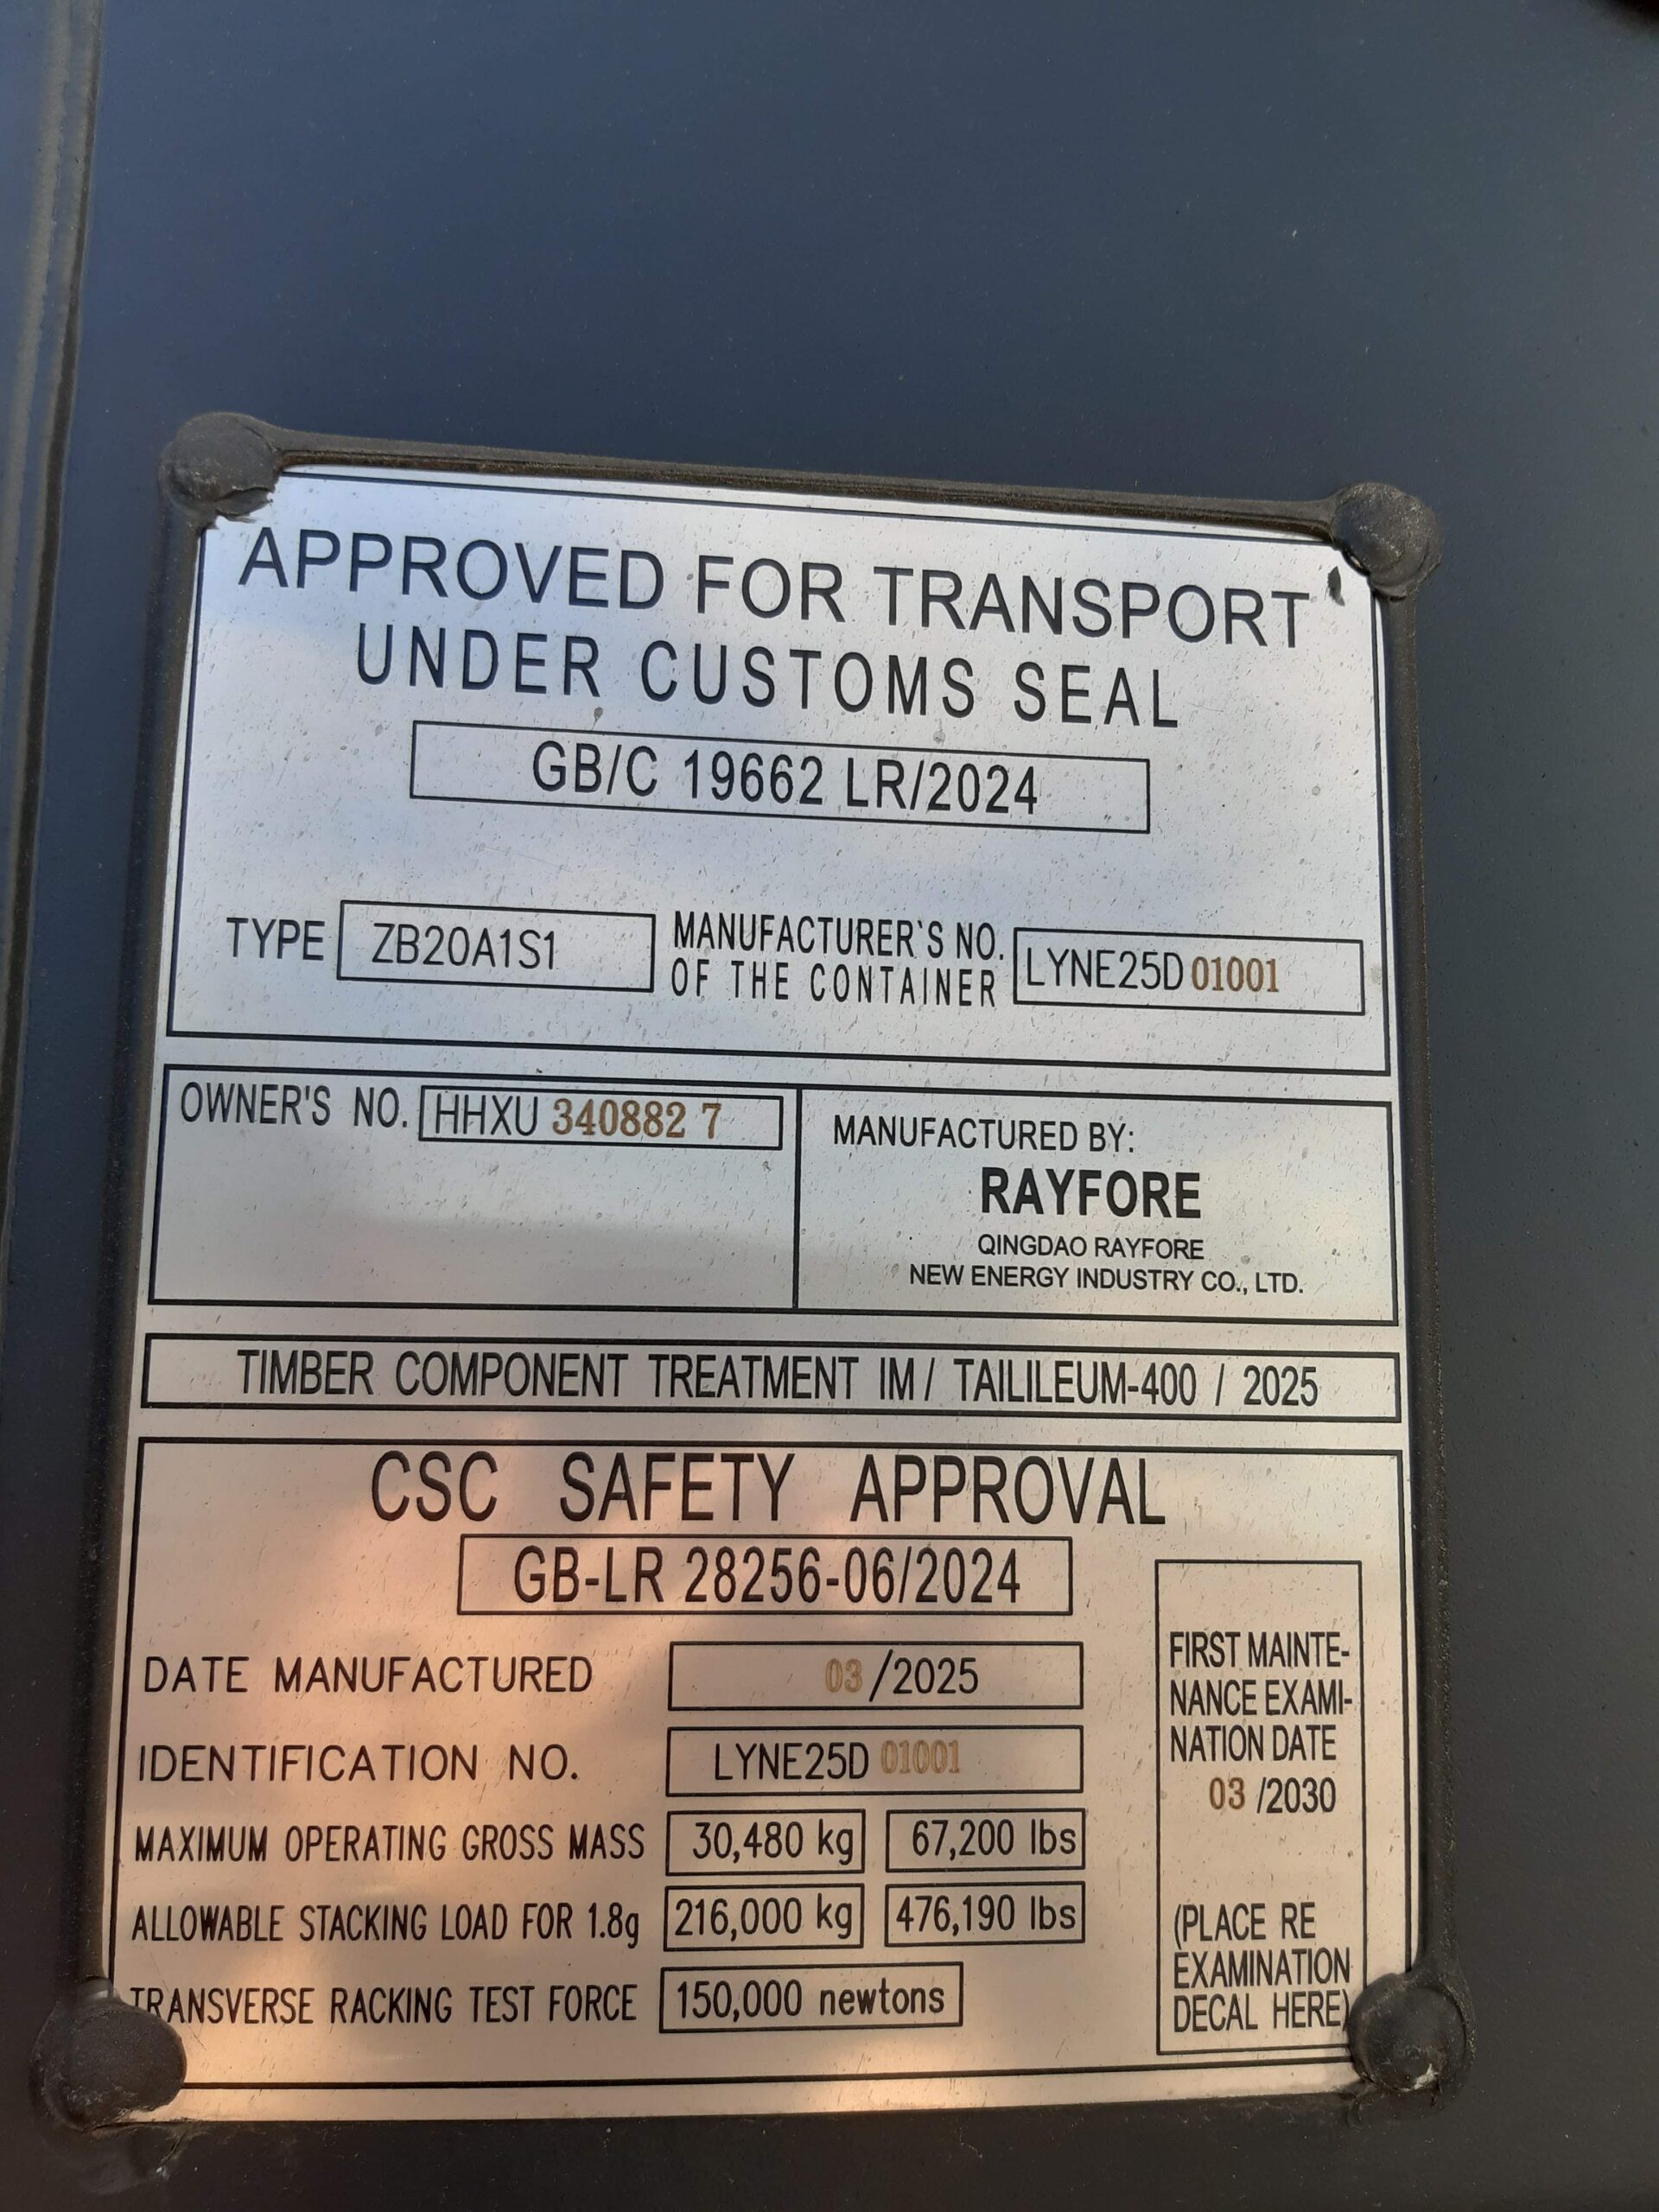 APPROVED FOR TRANSPORT
UNDER CUSTOMS SEAL
GB/C 19662 LR/2024
TYPE ZB20A1S1
MANUFACTURER'S NO.
OF THE CONTAINER
LYNE25D 01001
OWNER'S NO. HHXU 340882 7
MANUFACTURED BY:
RAYFORE
QINGDAO RAYFORE
NEW ENERGY INDUSTRY CO., LTD.
TIMBER COMPONENT TREATMENT IM / TAILILEUM-400 / 2025
CSC SAFETY APPROVAL
GB-LR 28256-06/2024
DATE MANUFACTURED 03 /2025
IDENTIFICATION NO. LYNE25D 01001
MAXIMUM OPERATING GROSS MASS 30,480 kg 67,200 lbs
ALLOWABLE STACKING LOAD FOR 1.8g 216,000 kg 476,190 lbs
TRANSVERSE RACKING TEST FORCE 150,000 newtons
FIRST MAINTE-
NANCE EXAMI-
NATION DATE
03 /2030
(PLACE RE
EXAMINATION
DECAL HERE)